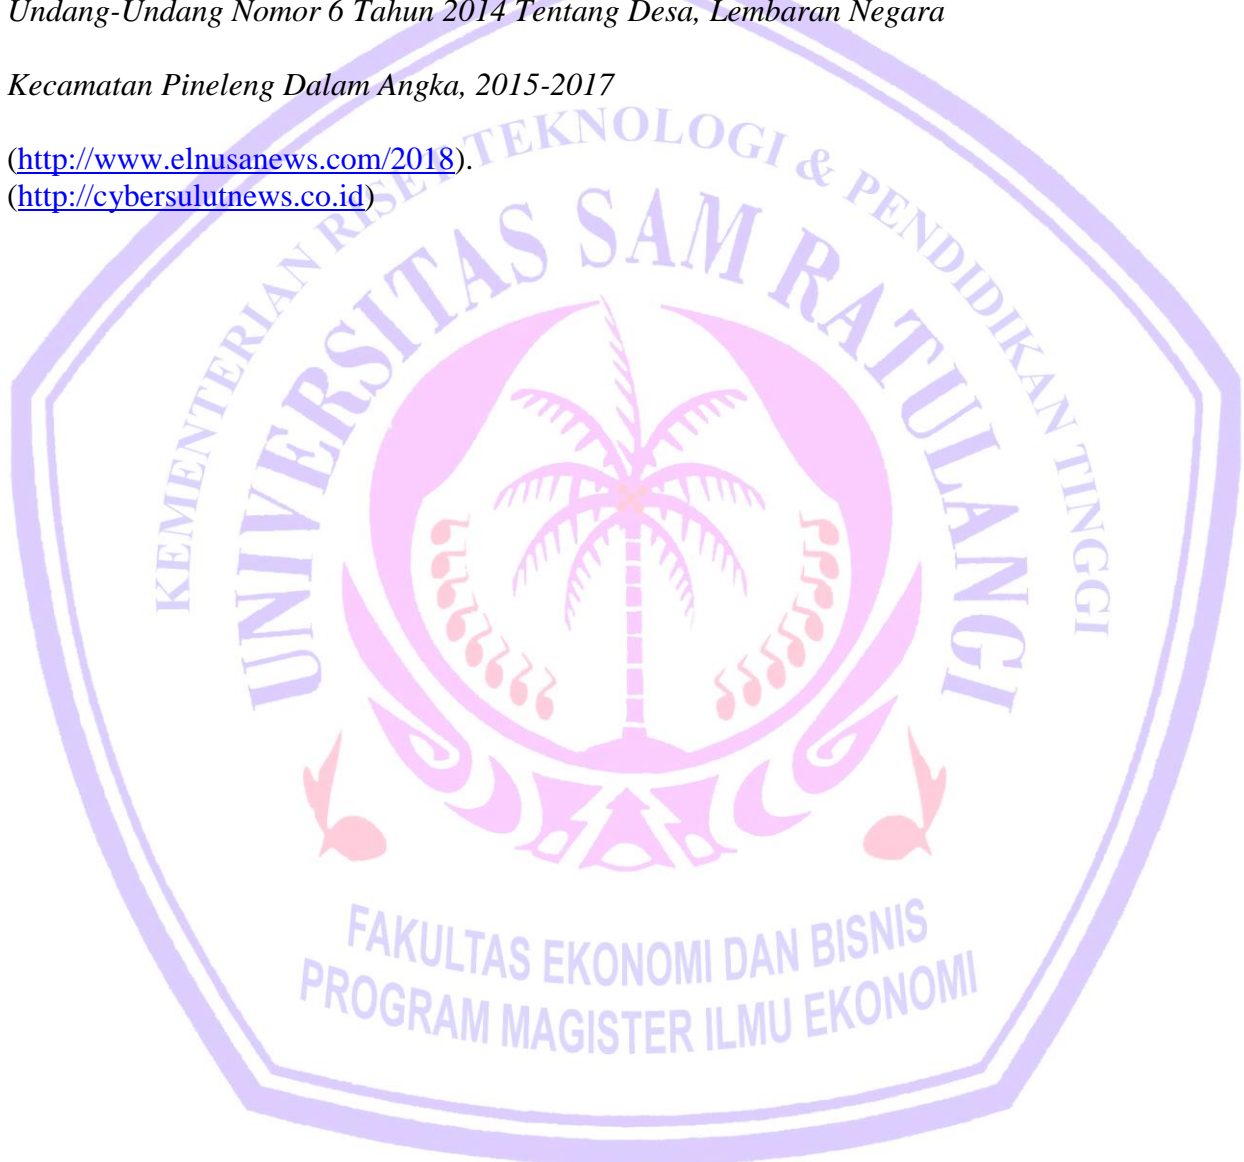 Undang-Undang Nomor 6 Tahun 2014 Tentang Desa, Lembaran Negara
Kecamatan Pineleng Dalam Angka, 2015-2017
(http://www.elnusanews.com/2018).
(http://cybersulutnews.co.id)
KEMENTERIAN RISET TEKNOLOGI & PENDIDIKAN TINGGI
UNIVERSITAS SAM RATULANGI
FAKULTAS EKONOMI DAN BISNIS
PROGRAM MAGISTER ILMU EKONOMI